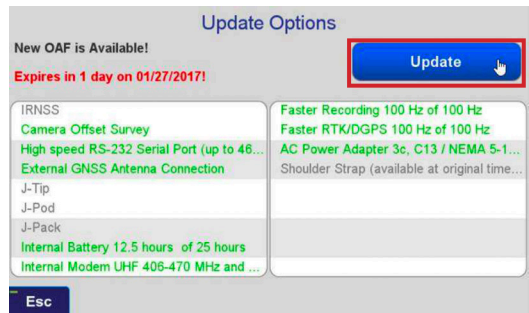 Update Options
New OAF is Available!
Update
Expires in 1 day on 01/27/2017!
IRNSS
Camera Offset Survey
High speed RS-232 Serial Port (up to 46...
External GNSS Antenna Connection
J-Tip
J-Pod
J-Pack
Internal Battery 12.5 hours of 25 hours
Internal Modem UHF 406-470 MHz and ...
Faster Recording 100 Hz of 100 Hz
Faster RTK/DGPS 100 Hz of 100 Hz
AC Power Adapter 3c, C13 / NEMA 5-1...
Shoulder Strap (available at original time...
Esc